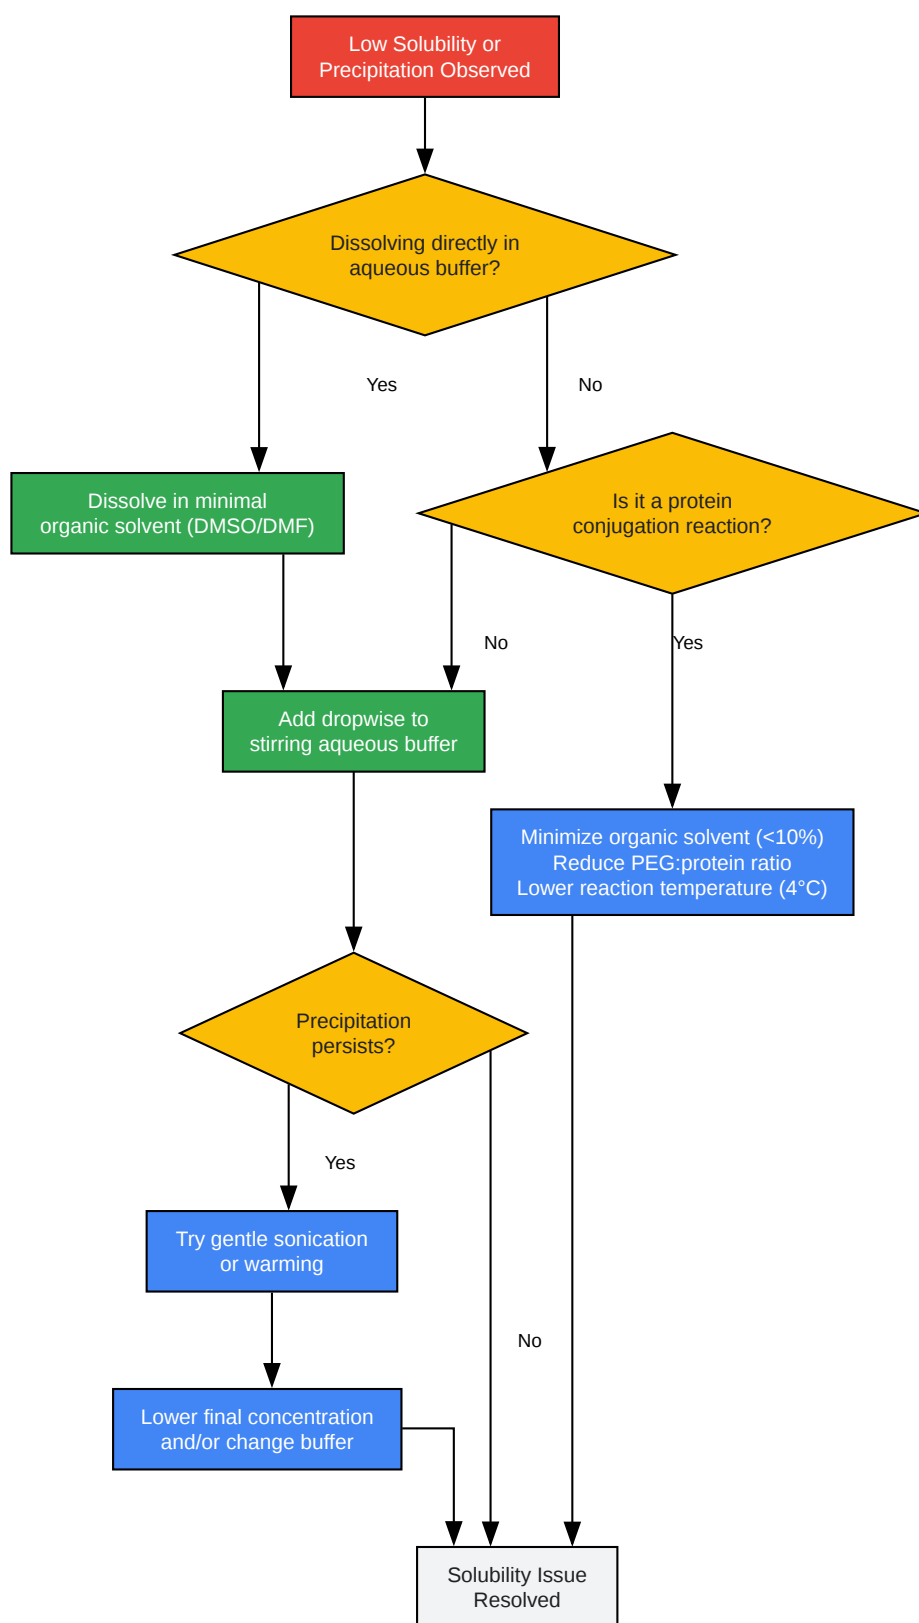 Low Solubility or
Precipitation Observed
Dissolving directly in
aqueous buffer?
Yes
No
Dissolve in minimal
organic solvent (DMSO/DMF)
Is it a protein
conjugation reaction?
No
Yes
Add dropwise to
stirring aqueous buffer
Minimize organic solvent (<10%)
Reduce PEG:protein ratio
Lower reaction temperature (4°C)
Precipitation
persists?
Yes
Try gentle sonication
or warming
No
Lower final concentration
and/or change buffer
Solubility Issue
Resolved